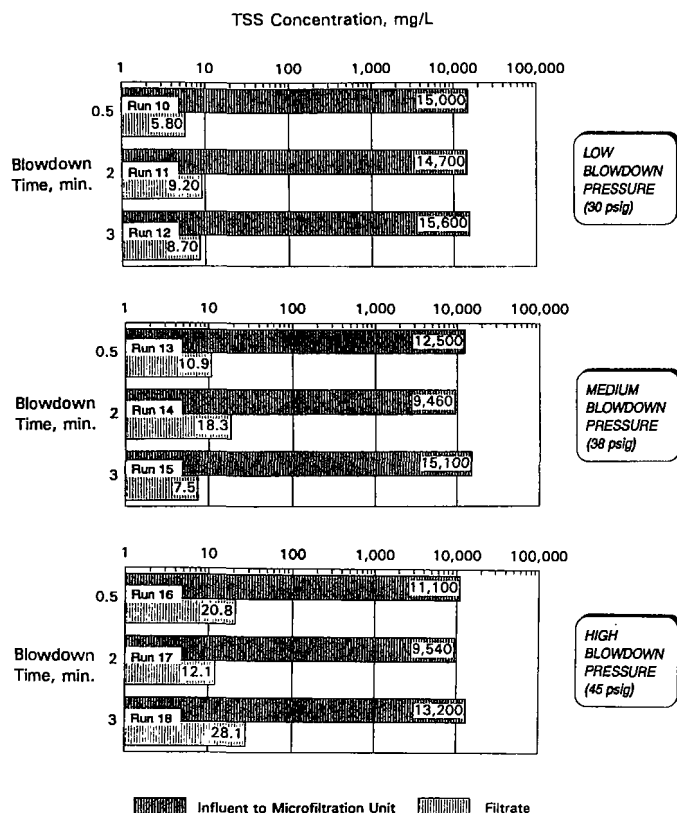 TSS Concentration, mg/L
1 10 100 1,000 10,000 100,000
0.5 Run 10 15,000
5.80
Blowdown Time, min.
2 Run 11 14,700
9.20
3 Run 12 15,600
8.70
LOW
BLOWDOWN
PRESSURE
(30 psig)
1 10 100 1,000 10,000 100,000
0.5 Run 13 12,500
10.9
Blowdown Time, min.
2 Run 14 9,460
18.3
3 Run 15 15,100
7.5
MEDIUM
BLOWDOWN
PRESSURE
(38 psig)
1 10 100 1,000 10,000 100,000
0.5 Run 16 11,100
20.8
Blowdown Time, min.
2 Run 17 9,540
12.1
3 Run 18 13,200
28.1
HIGH
BLOWDOWN
PRESSURE
(45 psig)
Influent to Microfiltration Unit Filtrate